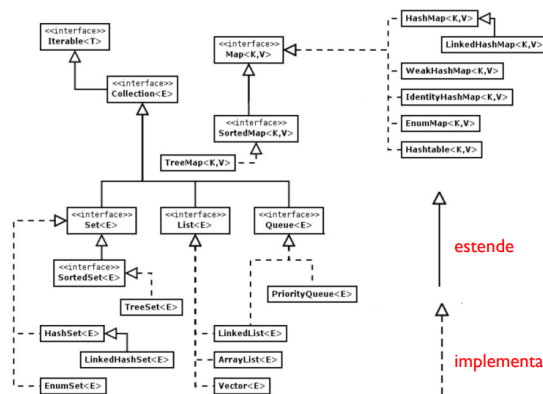 <<interface>>
Iterable<T>
<<interface>>
Collection<E>
<<interface>>
Map<K,V>
<<interface>>
SortedMap<K,V>
TreeMap<K,V>
HashMap<K,V>
LinkedHashMap<K,V>
WeakHashMap<K,V>
IdentityHashMap<K,V>
EnumMap<K,V>
Hashtable<K,V>
<<interface>>
Set<E>
<<interface>>
List<E>
<<interface>>
Queue<E>
<<interface>>
SortedSet<E>
TreeSet<E>
PriorityQueue<E>
HashSet<E>
LinkedHashSet<E>
EnumSet<E>
LinkedList<E>
ArrayList<E>
Vector<E>
estende
implementa